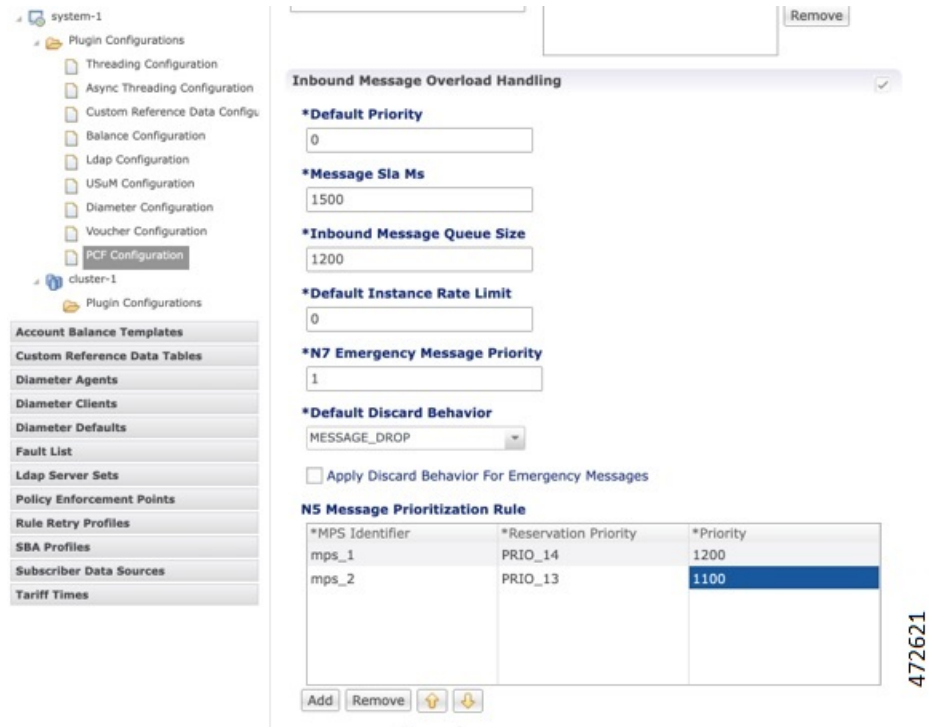 system-1
Plugin Configurations
Threading Configuration
Async Threading Configuration
Custom Reference Data Configu
Balance Configuration
Ldap Configuration
USuM Configuration
Diameter Configuration
Voucher Configuration
PCF Configuration
cluster-1
Plugin Configurations
Account Balance Templates
Custom Reference Data Tables
Diameter Agents
Diameter Clients
Diameter Defaults
Fault List
Ldap Server Sets
Policy Enforcement Points
Rule Retry Profiles
SBA Profiles
Subscriber Data Sources
Tariff Times
Remove
Inbound Message Overload Handling
*Default Priority
0
*Message Sla Ms
1500
*Inbound Message Queue Size
1200
*Default Instance Rate Limit
0
*N7 Emergency Message Priority
1
*Default Discard Behavior
MESSAGE_DROP
Apply Discard Behavior For Emergency Messages
N5 Message Prioritization Rule
*MPS Identifier *Reservation Priority *Priority
mps_1 PRIO_14 1200
mps_2 PRIO_13 1100
Add Remove
472621